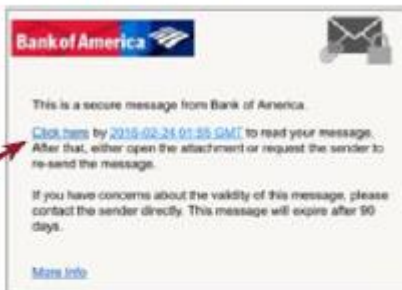 Bank of America
This is a secure message from Bank of America.
Click here by 2016-02-24 01:55 GMT to read your message.
After that, either open the attachment or request the sender to
re-send the message.
If you have concerns about the validity of this message, please
contact the sender directly. This message will expire after 90
days.
More Info